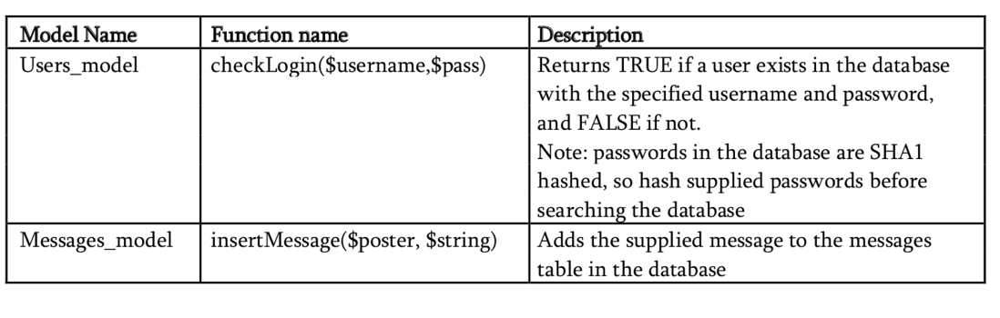 Model Name Function name Description
Users_model checkLogin($username,$pass) Returns TRUE if a user exists in the database
with the specified username and password,
and FALSE if not.
Note: passwords in the database are SHA1
hashed, so hash supplied passwords before
searching the database
Messages_model insertMessage($poster, $string) Adds the supplied message to the messages
table in the database